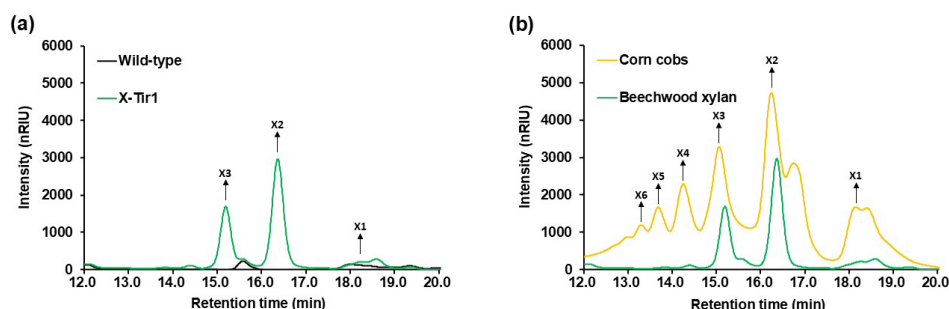 (a)
6000
5000
4000
3000
2000
1000
0
Intensity (nRIU)
Wild-type
X-Tir1
X3
X2
X1
12.0 13.0 14.0 15.0 16.0 17.0 18.0 19.0 20.0
Retention time (min)
(b)
6000
5000
4000
3000
2000
1000
0
Intensity (nRIU)
Corn cobs
Beechwood xylan
X6
X5
X4
X3
X2
X1
12.0 13.0 14.0 15.0 16.0 17.0 18.0 19.0 20.0
Retention time (min)